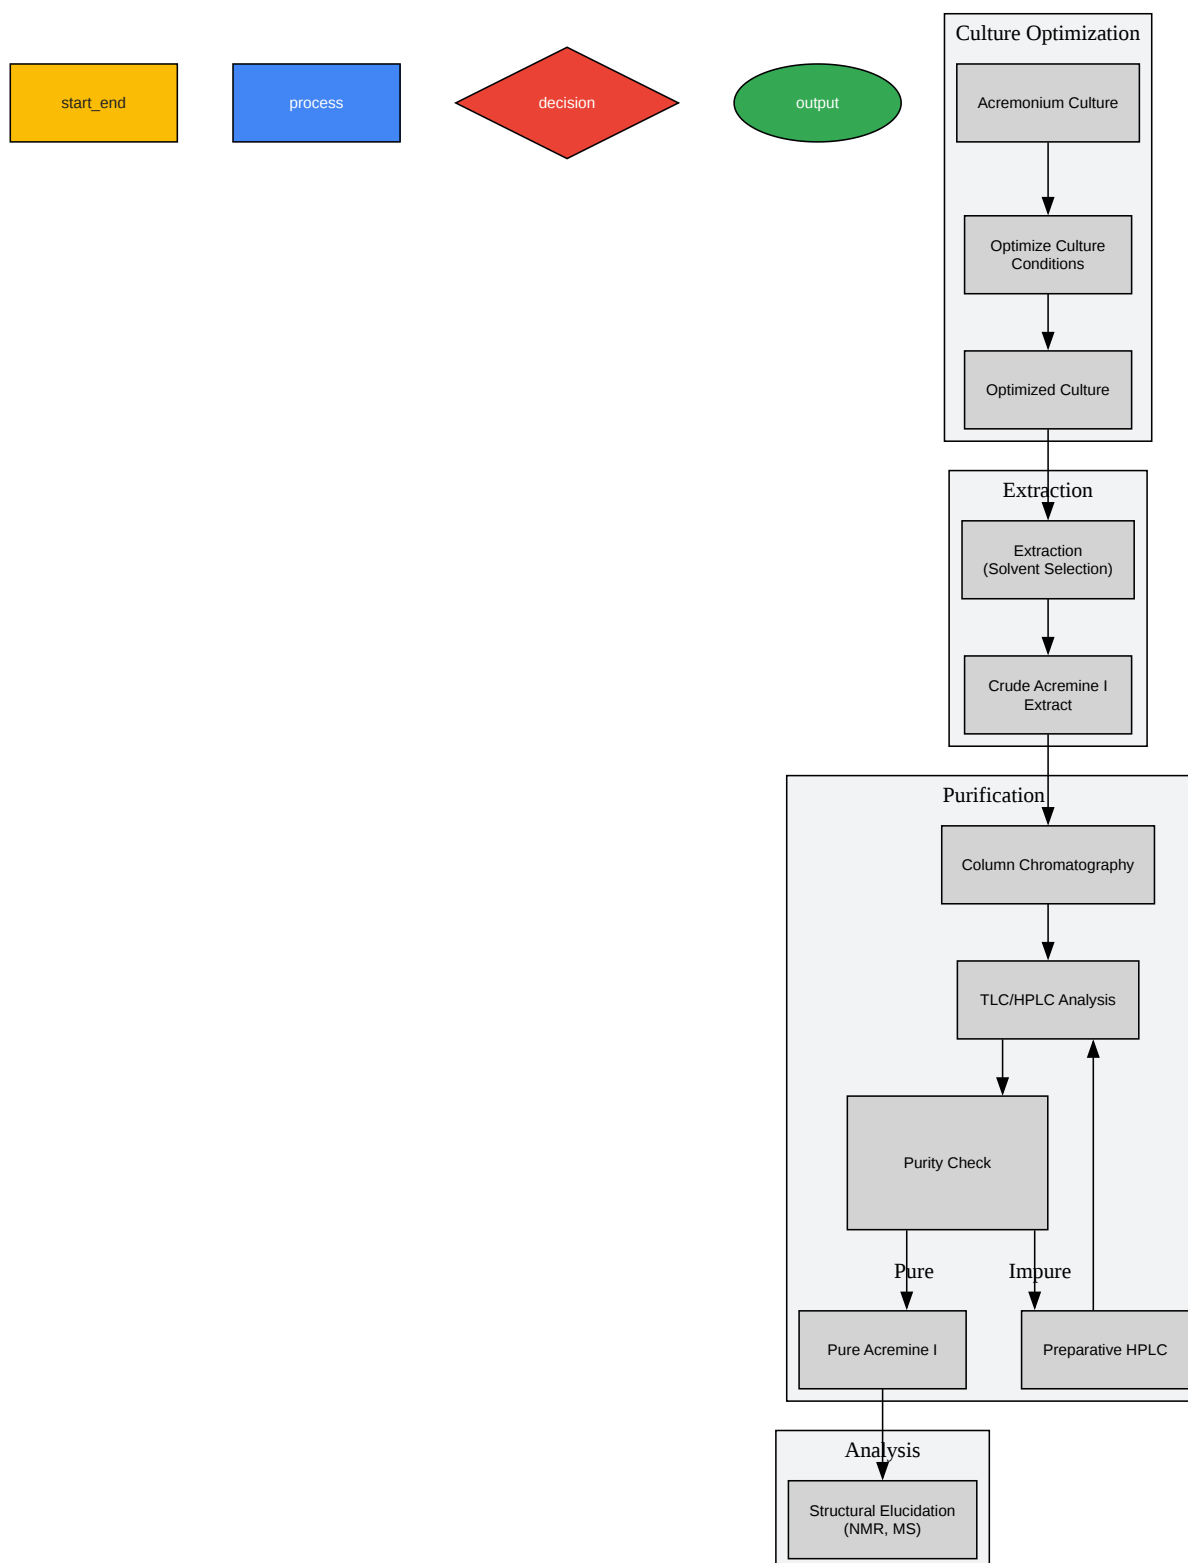 start_end
process
decision
output
Culture Optimization
Acremonium Culture
Optimize Culture
Conditions
Optimized Culture
Extraction
Extraction
(Solvent Selection)
Crude Acremine I
Extract
Purification
Column Chromatography
TLC/HPLC Analysis
Purity Check
Pure
Impure
Pure Acremine I
Preparative HPLC
Analysis
Structural Elucidation
(NMR, MS)